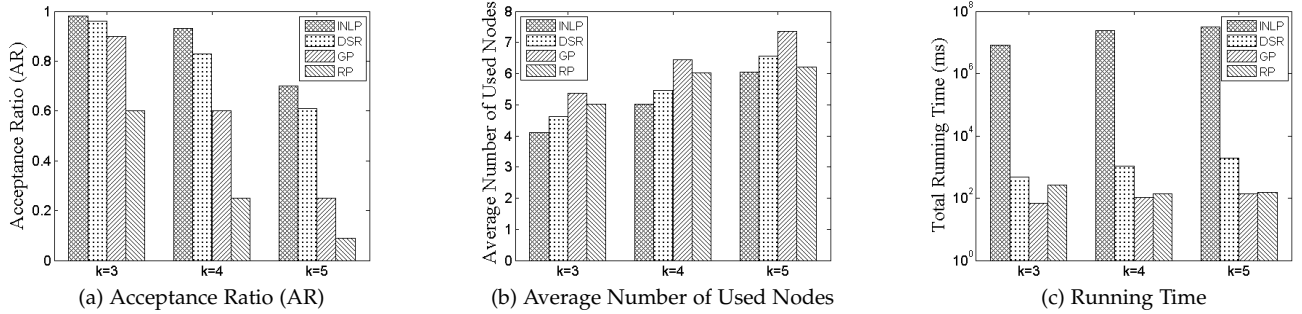 Acceptance Ratio (AR)
1
0.8
0.6
0.4
0.2
0
k=3
k=4
k=5
INLP
DSR
GP
RP
(a) Acceptance Ratio (AR)
Average Number of Used Nodes
8
7
6
5
4
3
2
1
0
k=3
k=4
k=5
INLP
DSR
GP
RP
(b) Average Number of Used Nodes
Total Running Time (ms)
10^8
10^6
10^4
10^2
10^0
k=3
k=4
k=5
INLP
DSR
GP
RP
(c) Running Time